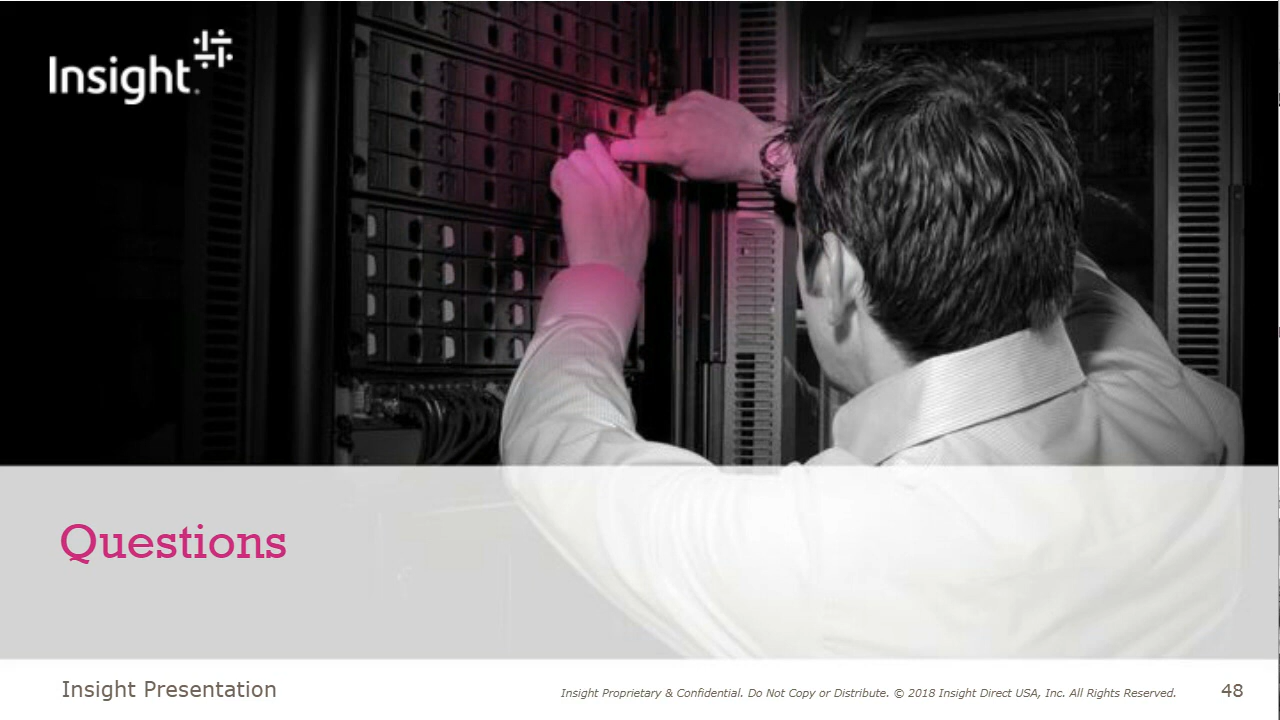 Insight.
Questions
Insight Presentation
Insight Proprietary & Confidential. Do Not Copy or Distribute. © 2018 Insight Direct USA, Inc. All Rights Reserved.
48